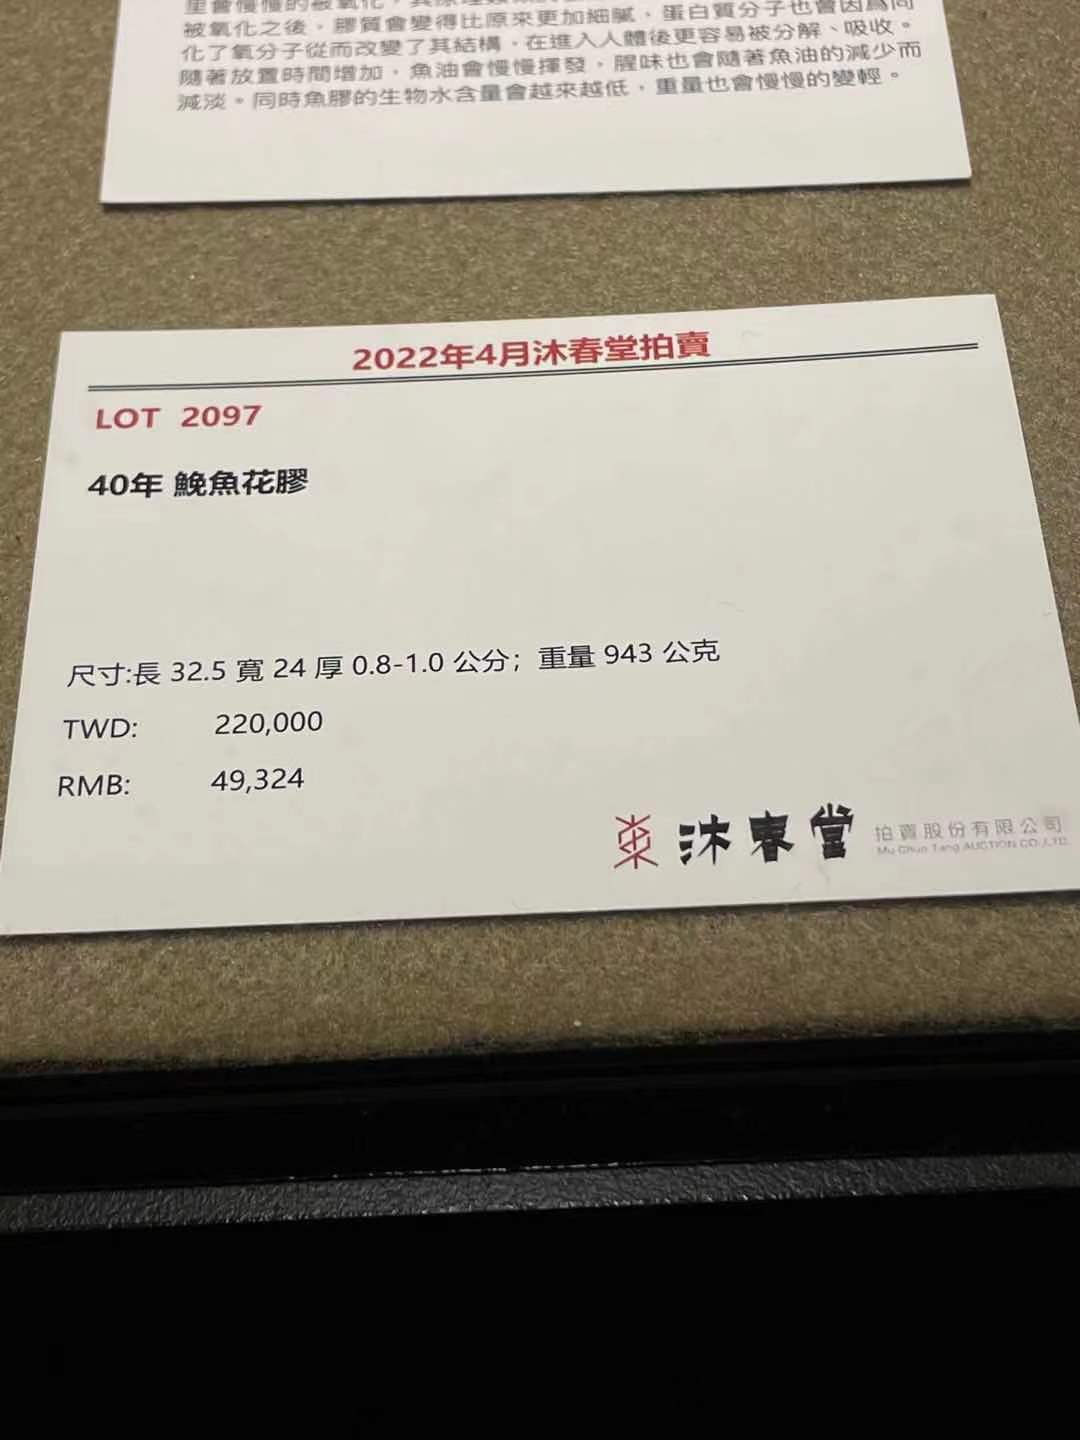 被氧化之後，膠質會變得比原來更加細膩，蛋白質分子也會因為同
化了氧分子從而改變了其結構，在進入人體後更容易被分解、吸收。
隨著放置時間增加，魚油會慢慢揮發，腥味也會隨著魚油的減少而
減淡。同時魚膠的生物水含量會越來越低，重量也會慢慢的變輕。
2022年4月沐春堂拍賣
LOT 2097
40年 鮸魚花膠
尺寸:長 32.5 寬 24 厚 0.8-1.0 公分；重量 943 公克
TWD: 220,000
RMB: 49,324
沐春堂 拍賣股份有限公司
Mu Chun Tang AUCTION CO.,LTD.